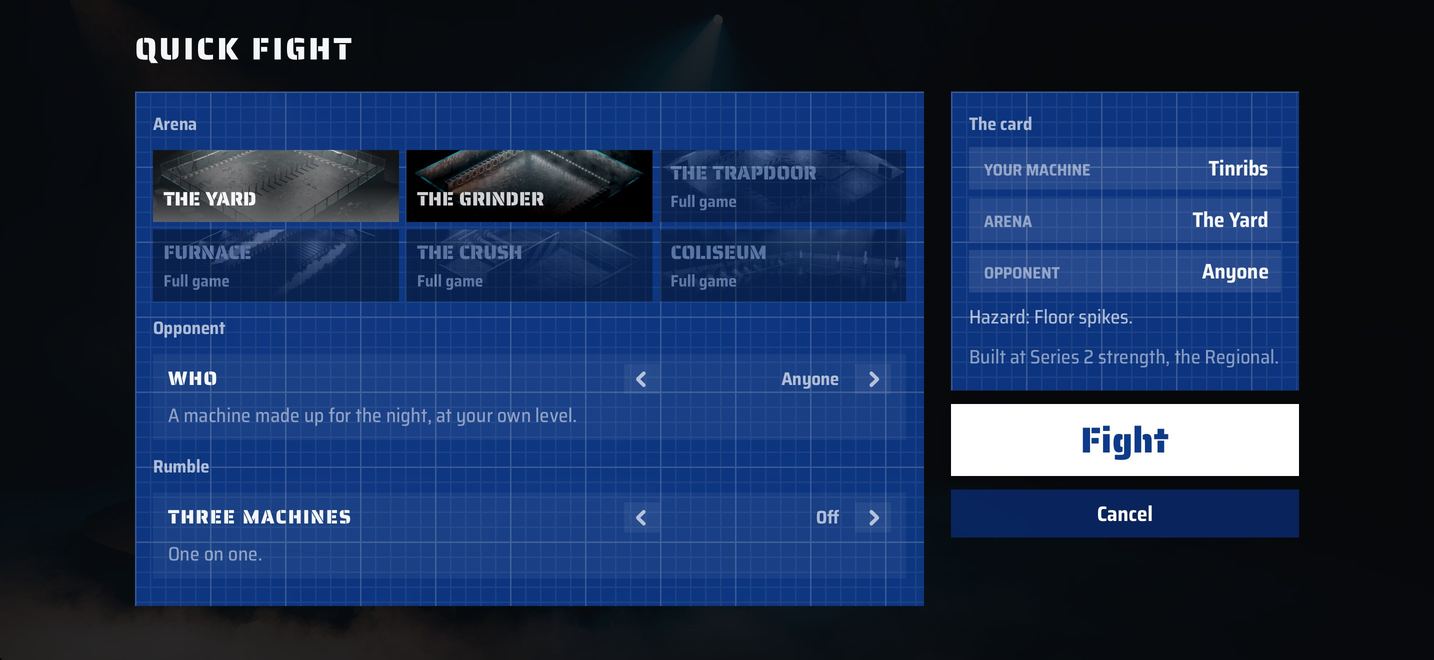 QUICK FIGHT
Arena
THE YARD
THE GRINDER
THE TRAPDOOR
Full game
FURNACE
Full game
THE CRUSH
Full game
COLISEUM
Full game
Opponent
WHO
Anyone
A machine made up for the night, at your own level.
Rumble
THREE MACHINES
Off
One on one.
The card
YOUR MACHINE
Tinribs
ARENA
The Yard
OPPONENT
Anyone
Hazard: Floor spikes.
Built at Series 2 strength, the Regional.
Fight
Cancel